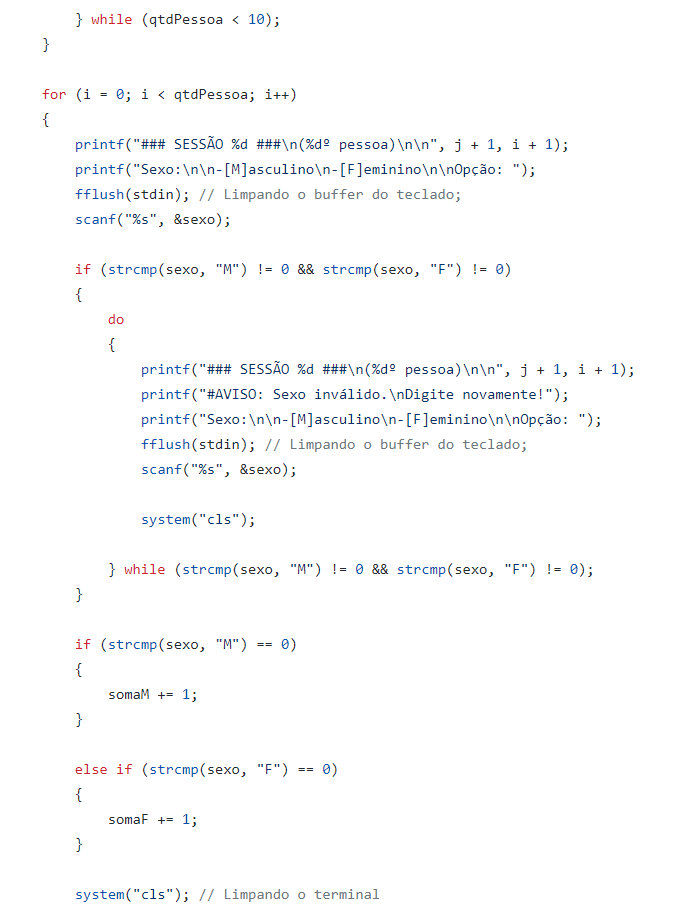 } while (qtdPessoa < 10);
}
for (i = 0; i < qtdPessoa; i++)
{
printf("### SESSÃO %d ###\n(%dº pessoa)\n\n", j + 1, i + 1);
printf("Sexo:\n\n-[M]asculino\n-[F]eminino\n\nOpção: ");
fflush(stdin); // Limpando o buffer do teclado;
scanf("%s", &sexo);
if (strcmp(sexo, "M") != 0 && strcmp(sexo, "F") != 0)
{
do
{
printf("### SESSÃO %d ###\n(%dº pessoa)\n\n", j + 1, i + 1);
printf("#AVISO: Sexo inválido.\nDigite novamente!");
printf("Sexo:\n\n-[M]asculino\n-[F]eminino\n\nOpção: ");
fflush(stdin); // Limpando o buffer do teclado;
scanf("%s", &sexo);
system("cls");
} while (strcmp(sexo, "M") != 0 && strcmp(sexo, "F") != 0);
}
if (strcmp(sexo, "M") == 0)
{
somaM += 1;
}
else if (strcmp(sexo, "F") == 0)
{
somaF += 1;
}
system("cls"); // Limpando o terminal